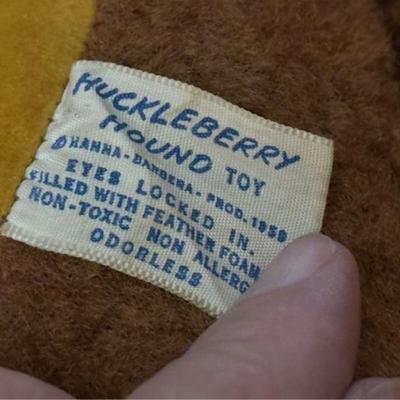 HUCKLEBERRY
HOUND TOY
© HANNA-BARBERA-PROD. 1959
EYES LOCKED IN.
FILLED WITH FEATHER FOAM
NON-TOXIC NON ALLERG
ODORLESS